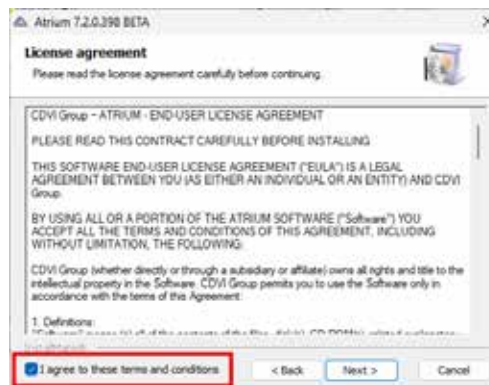 Atrium 7.2.0.398 BETA
License agreement
Please read the license agreement carefully before continuing.
CDVI Group - ATRIUM - END-USER LICENSE AGREEMENT
PLEASE READ THIS CONTRACT CAREFULLY BEFORE INSTALLING
THIS SOFTWARE END-USER LICENSE AGREEMENT ("EULA") IS A LEGAL
AGREEMENT BETWEEN YOU (AS EITHER AN INDIVIDUAL OR AN ENTITY) AND CDVI
Group.
BY USING ALL OR A PORTION OF THE ATRIUM SOFTWARE ("Software") YOU
ACCEPT ALL THE TERMS AND CONDITIONS OF THIS AGREEMENT, INCLUDING
WITHOUT LIMITATION, THE FOLLOWING:
CDVI Group (whether directly or through a subsidiary or affiliate) owns all rights and title to the
intellectual property in the Software. CDVI Group permits you to use the Software only in
accordance with the terms of this Agreement:
1. Definitions:
I agree to these terms and conditions
< Back
Next >
Cancel